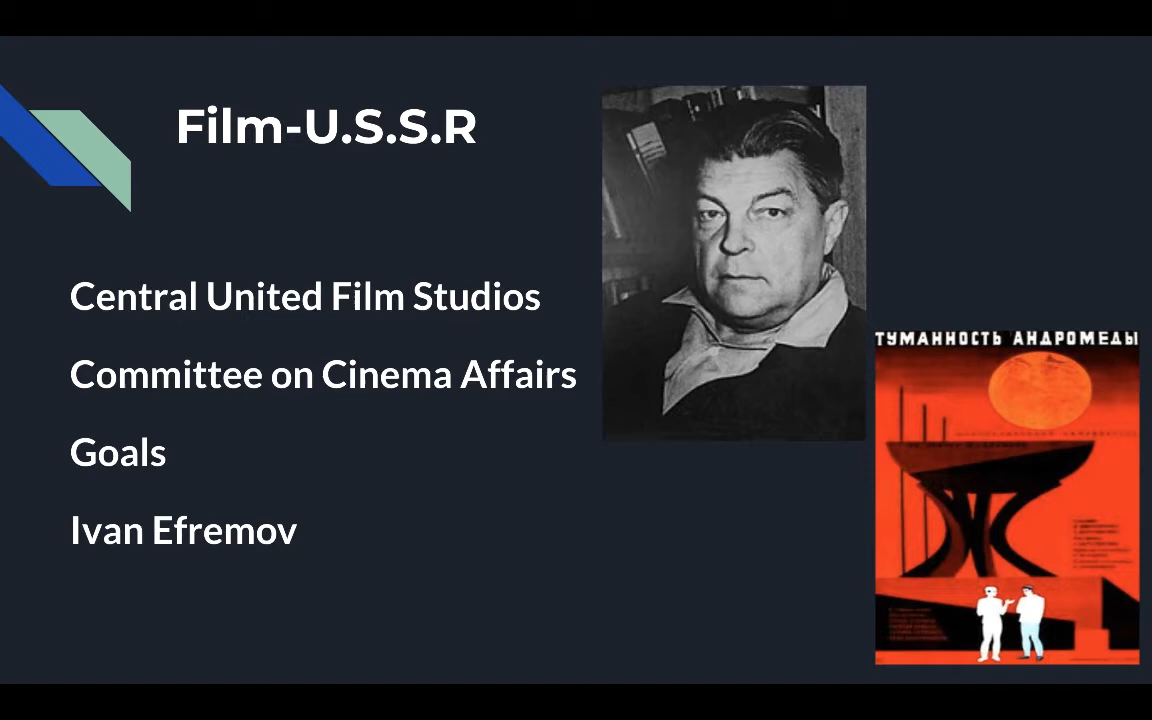 Film-U.S.S.R
Central United Film Studios
Committee on Cinema Affairs
Goals
Ivan Efremov
ТУМАННОСТЬ АНДРОМЕДЫ